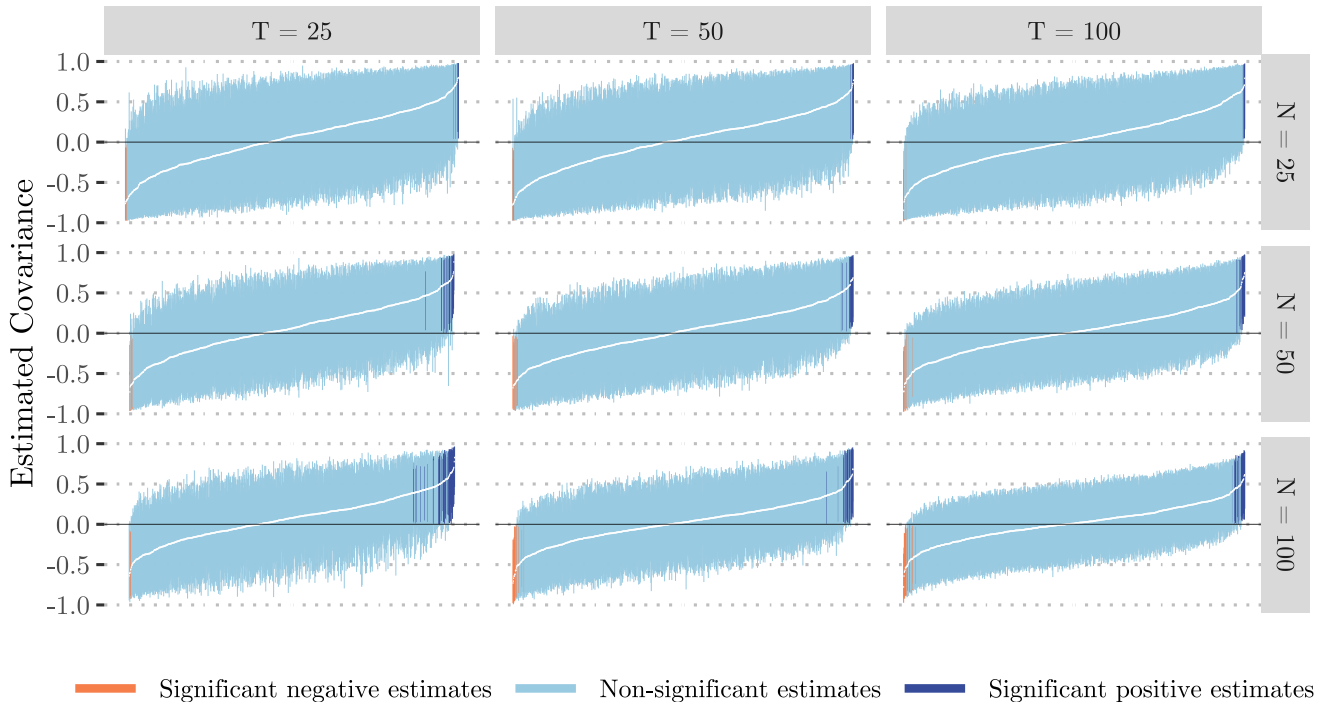 T = 25
T = 50
T = 100
Estimated Covariance
1.0
0.5
0.0
-0.5
-1.0
N = 25
1.0
0.5
0.0
-0.5
-1.0
N = 50
1.0
0.5
0.0
-0.5
-1.0
N = 100
Significant negative estimates
Non-significant estimates
Significant positive estimates